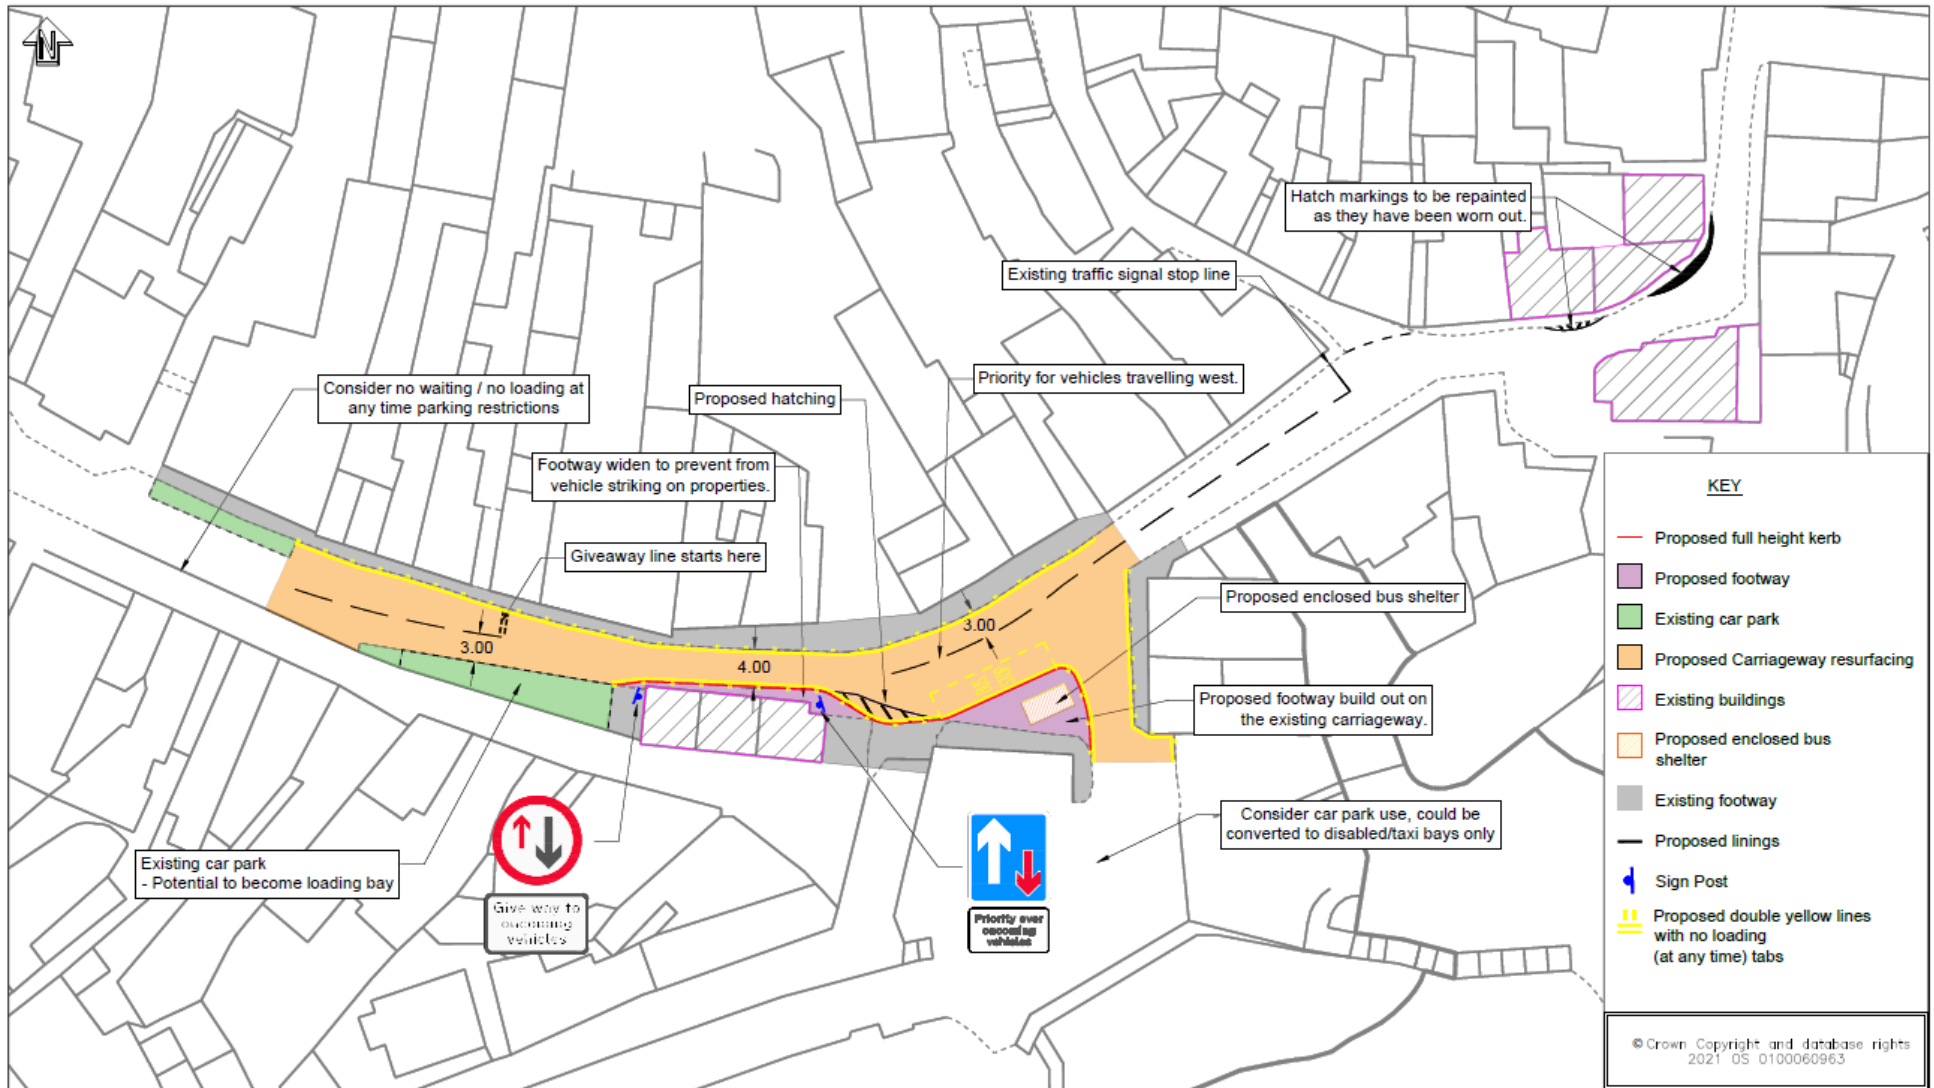 N
Hatch markings to be repainted
as they have been worn out.
Existing traffic signal stop line
Priority for vehicles travelling west.
Consider no waiting / no loading at
any time parking restrictions
Proposed hatching
Footway widen to prevent from
vehicle striking on properties.
Giveaway line starts here
Proposed enclosed bus shelter
3.00
3.00
4.00
Proposed footway build out on
the existing carriageway.
Consider car park use, could be
converted to disabled/taxi bays only
Existing car park
- Potential to become loading bay
Give way to
oncoming
vehicles
Priority over
oncoming
vehicles
KEY
Proposed full height kerb
Proposed footway
Existing car park
Proposed Carriageway resurfacing
Existing buildings
Proposed enclosed bus
shelter
Existing footway
Proposed linings
Sign Post
Proposed double yellow lines
with no loading
(at any time) tabs
© Crown Copyright and database rights
2021 OS 0100060963